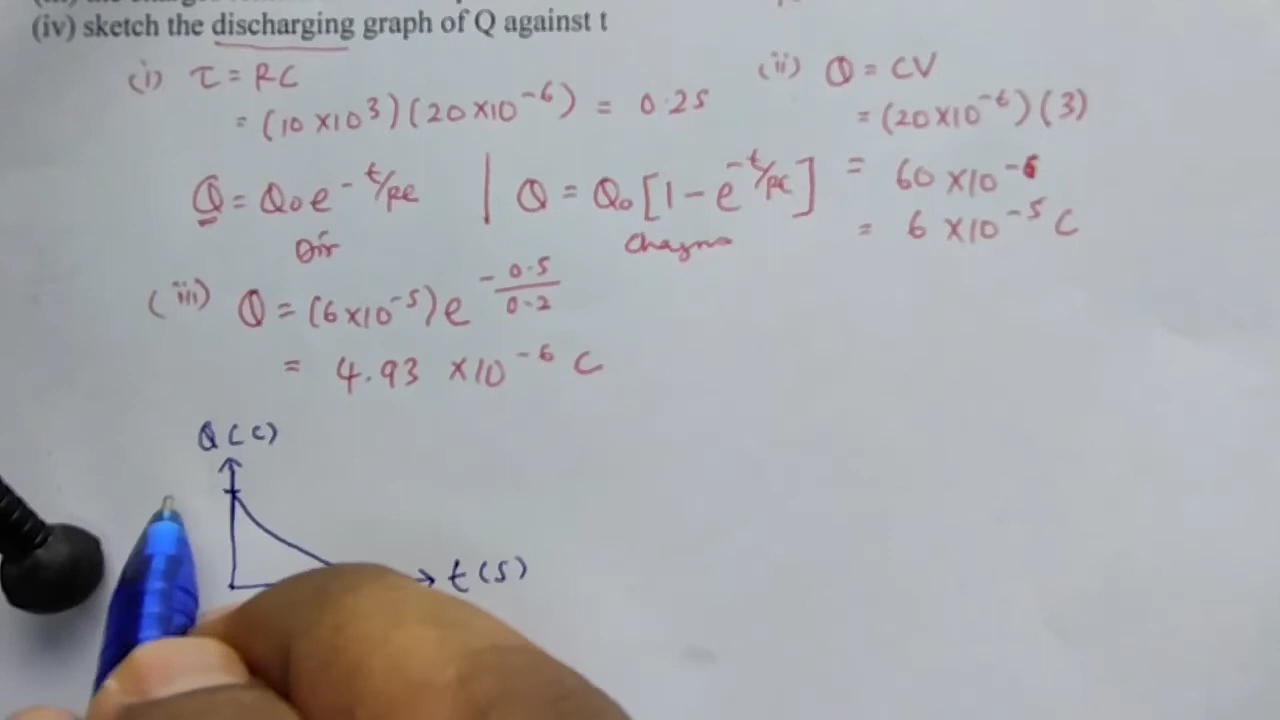 (iv) sketch the discharging graph of Q against t
(i) τ = RC
= (10 × 10³)(20 × 10⁻⁶) = 0.2s
(ii) Q = CV
= (20 × 10⁻⁶)(3)
= 60 × 10⁻⁶
= 6 × 10⁻⁵ C
Q = Q₀e^(-t/RC) | Q = Q₀[1 - e^(-t/RC)]
(iii) Q = (6 × 10⁻⁵)e^(-0.5/0.2)
= 4.93 × 10⁻⁶ C
Q (C)
t (s)